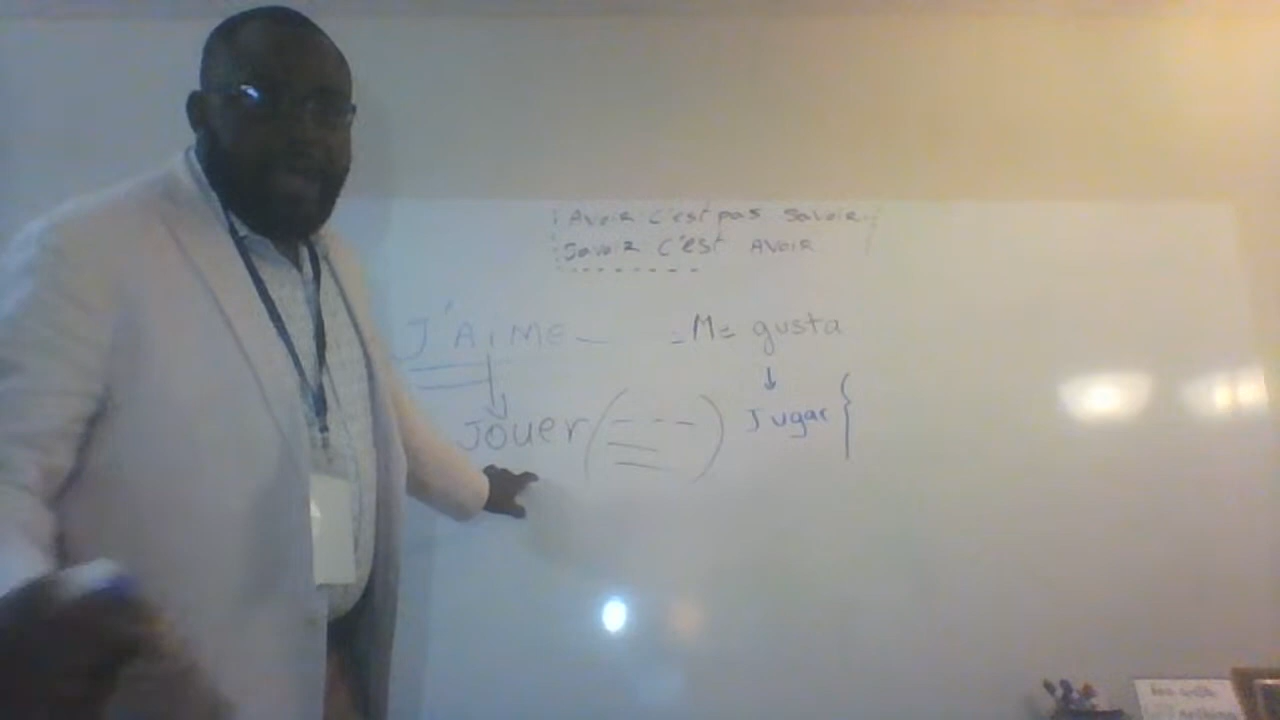 Avoir c'est pas savoir
Savoir c'est AVOIR
J'AiME - = Me gusta
↓ ↓
Jouer ( - - - ) Jugar {